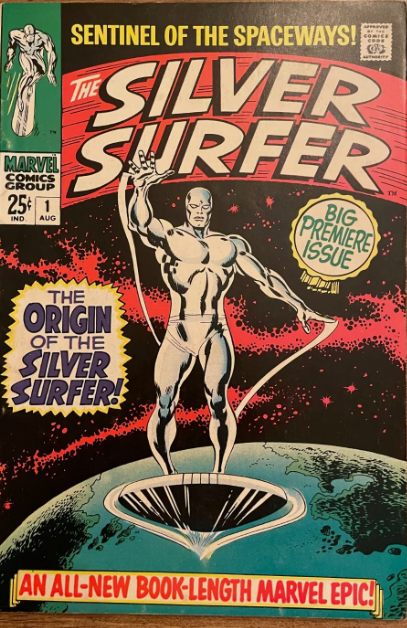 SENTINEL OF THE SPACEWAYS!
APPROVED
BY THE
COMICS
CODE
AUTHORITY
THE SILVER
SURFER
TM
TM
MARVEL
COMICS
GROUP
25¢
IND
1
AUG
BIG
PREMIERE
ISSUE
THE
ORIGIN
OF THE
SILVER
SURFER!
AN ALL-NEW BOOK-LENGTH MARVEL EPIC!